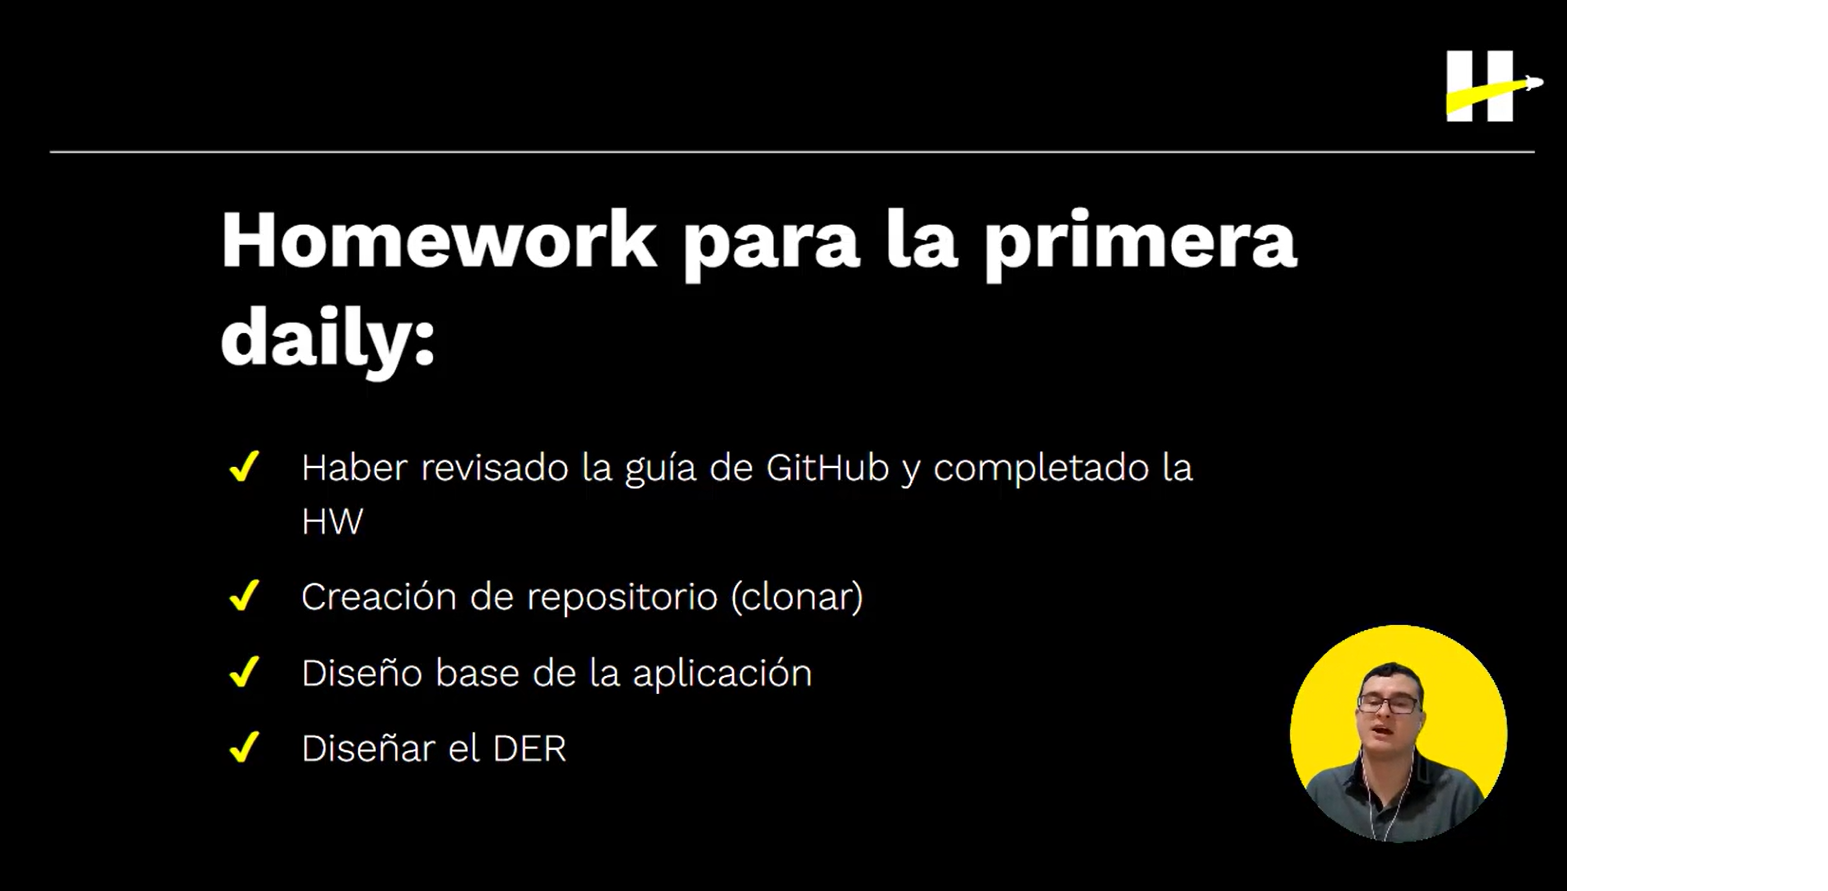 H
Homework para la primera
daily:
Haber revisado la guía de GitHub y completado la
HW
Creación de repositorio (clonar)
Diseño base de la aplicación
Diseñar el DER